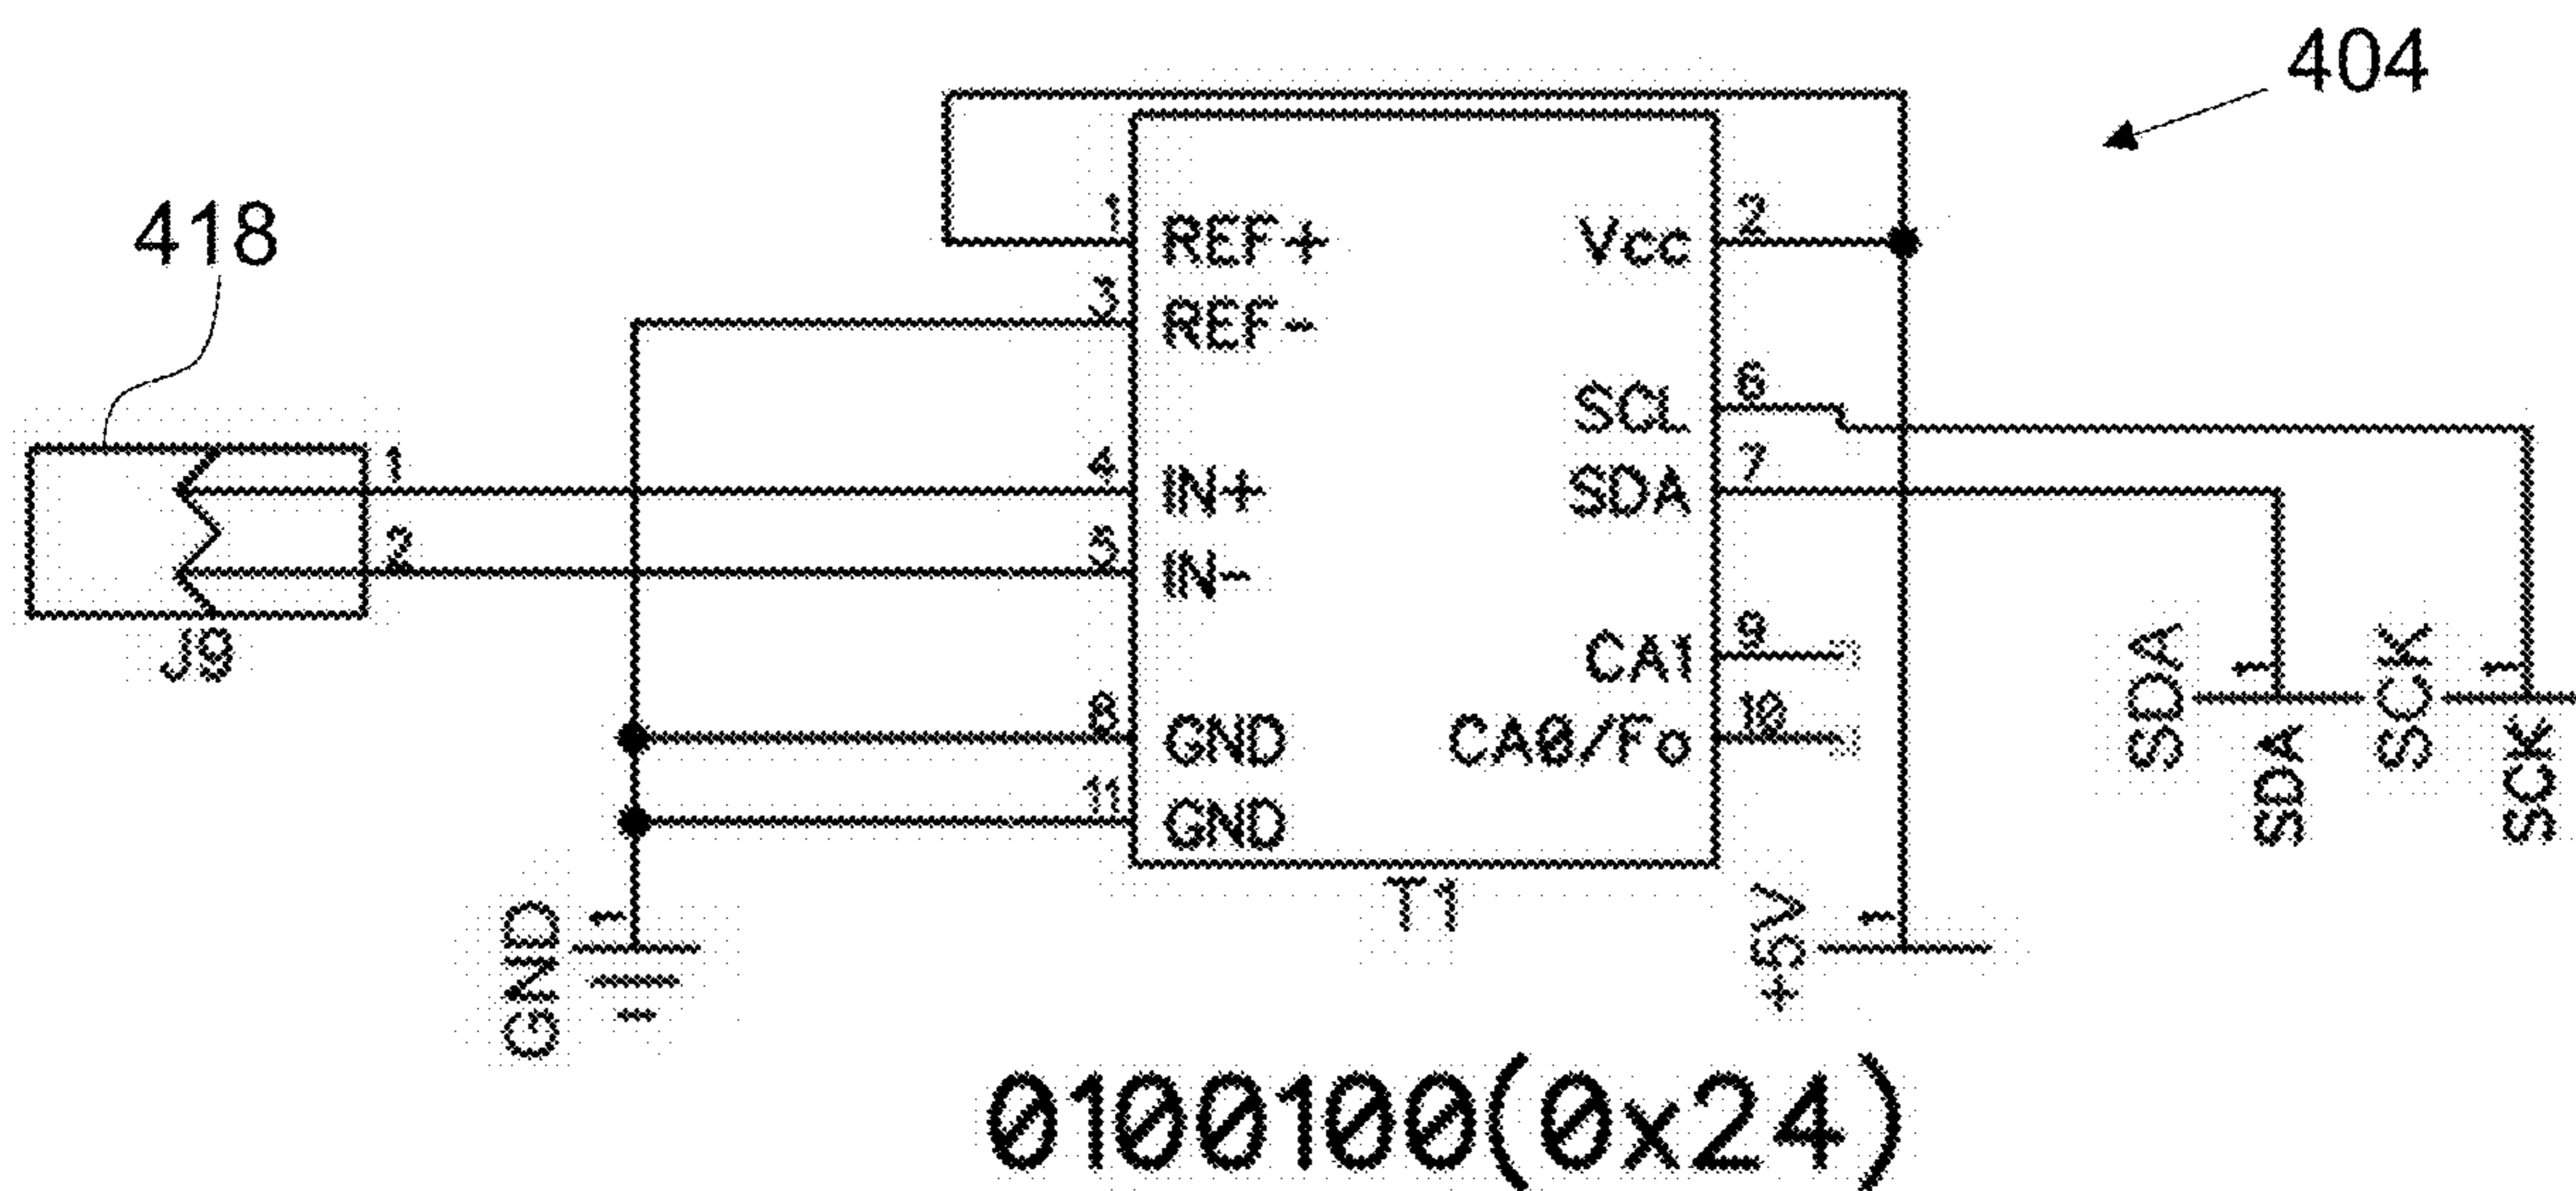 404
418
1 REF+ Vcc 2
3 REF-
SCL 6
1 4 IN+ SDA 7
2 5 IN-
J9
CA1 9
8 GND CA0/Fo 10
11 GND
T1
GND 1
+5V 1
SDA 1 SDA
SCK 1 SCK
0100100(0x24)